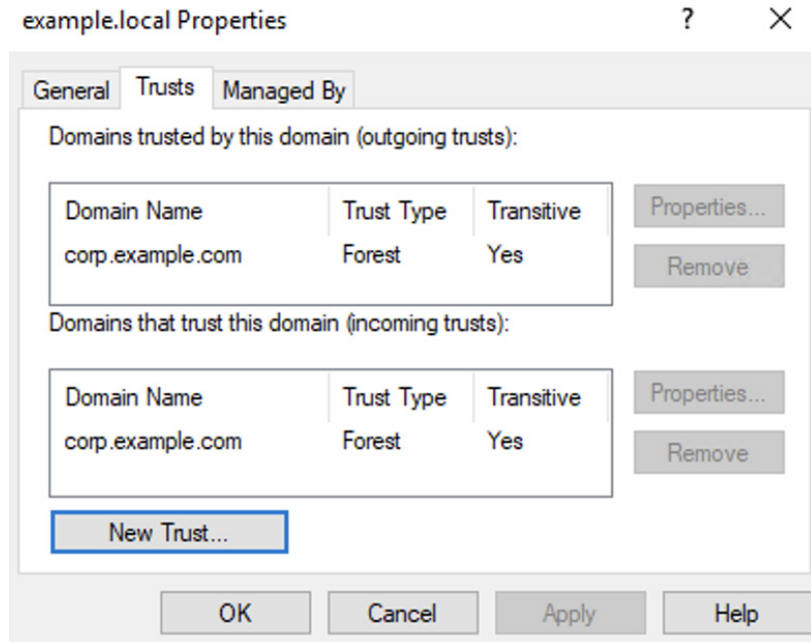 example.local Properties ? ✕
General Trusts Managed By
Domains trusted by this domain (outgoing trusts):
Domain Name Trust Type Transitive Properties...
corp.example.com Forest Yes Remove
Domains that trust this domain (incoming trusts):
Domain Name Trust Type Transitive Properties...
corp.example.com Forest Yes Remove
New Trust...
OK Cancel Apply Help